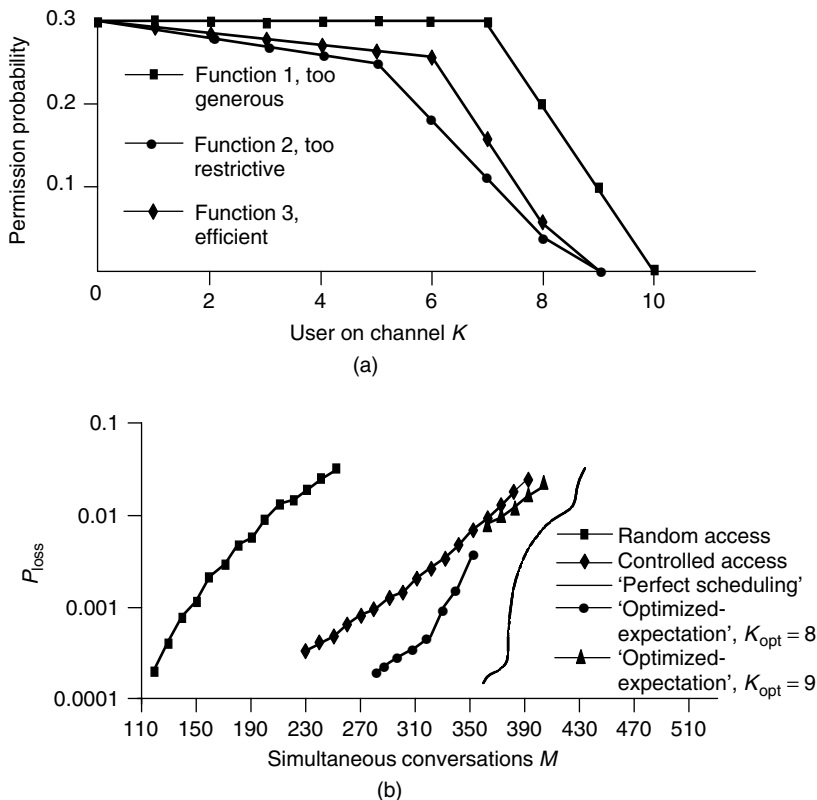 0.3
0.2
0.1
Permission probability
Function 1, too
generous
Function 2, too
restrictive
Function 3,
efficient
0 2 4 6 8 10
User on channel K
(a)
0.1
0.01
0.001
0.0001
P_loss
Random access
Controlled access
'Perfect scheduling'
'Optimized-
expectation', K_opt = 8
'Optimized-
expectation', K_opt = 9
110 150 190 230 270 310 350 390 430 470 510
Simultaneous conversations M
(b)